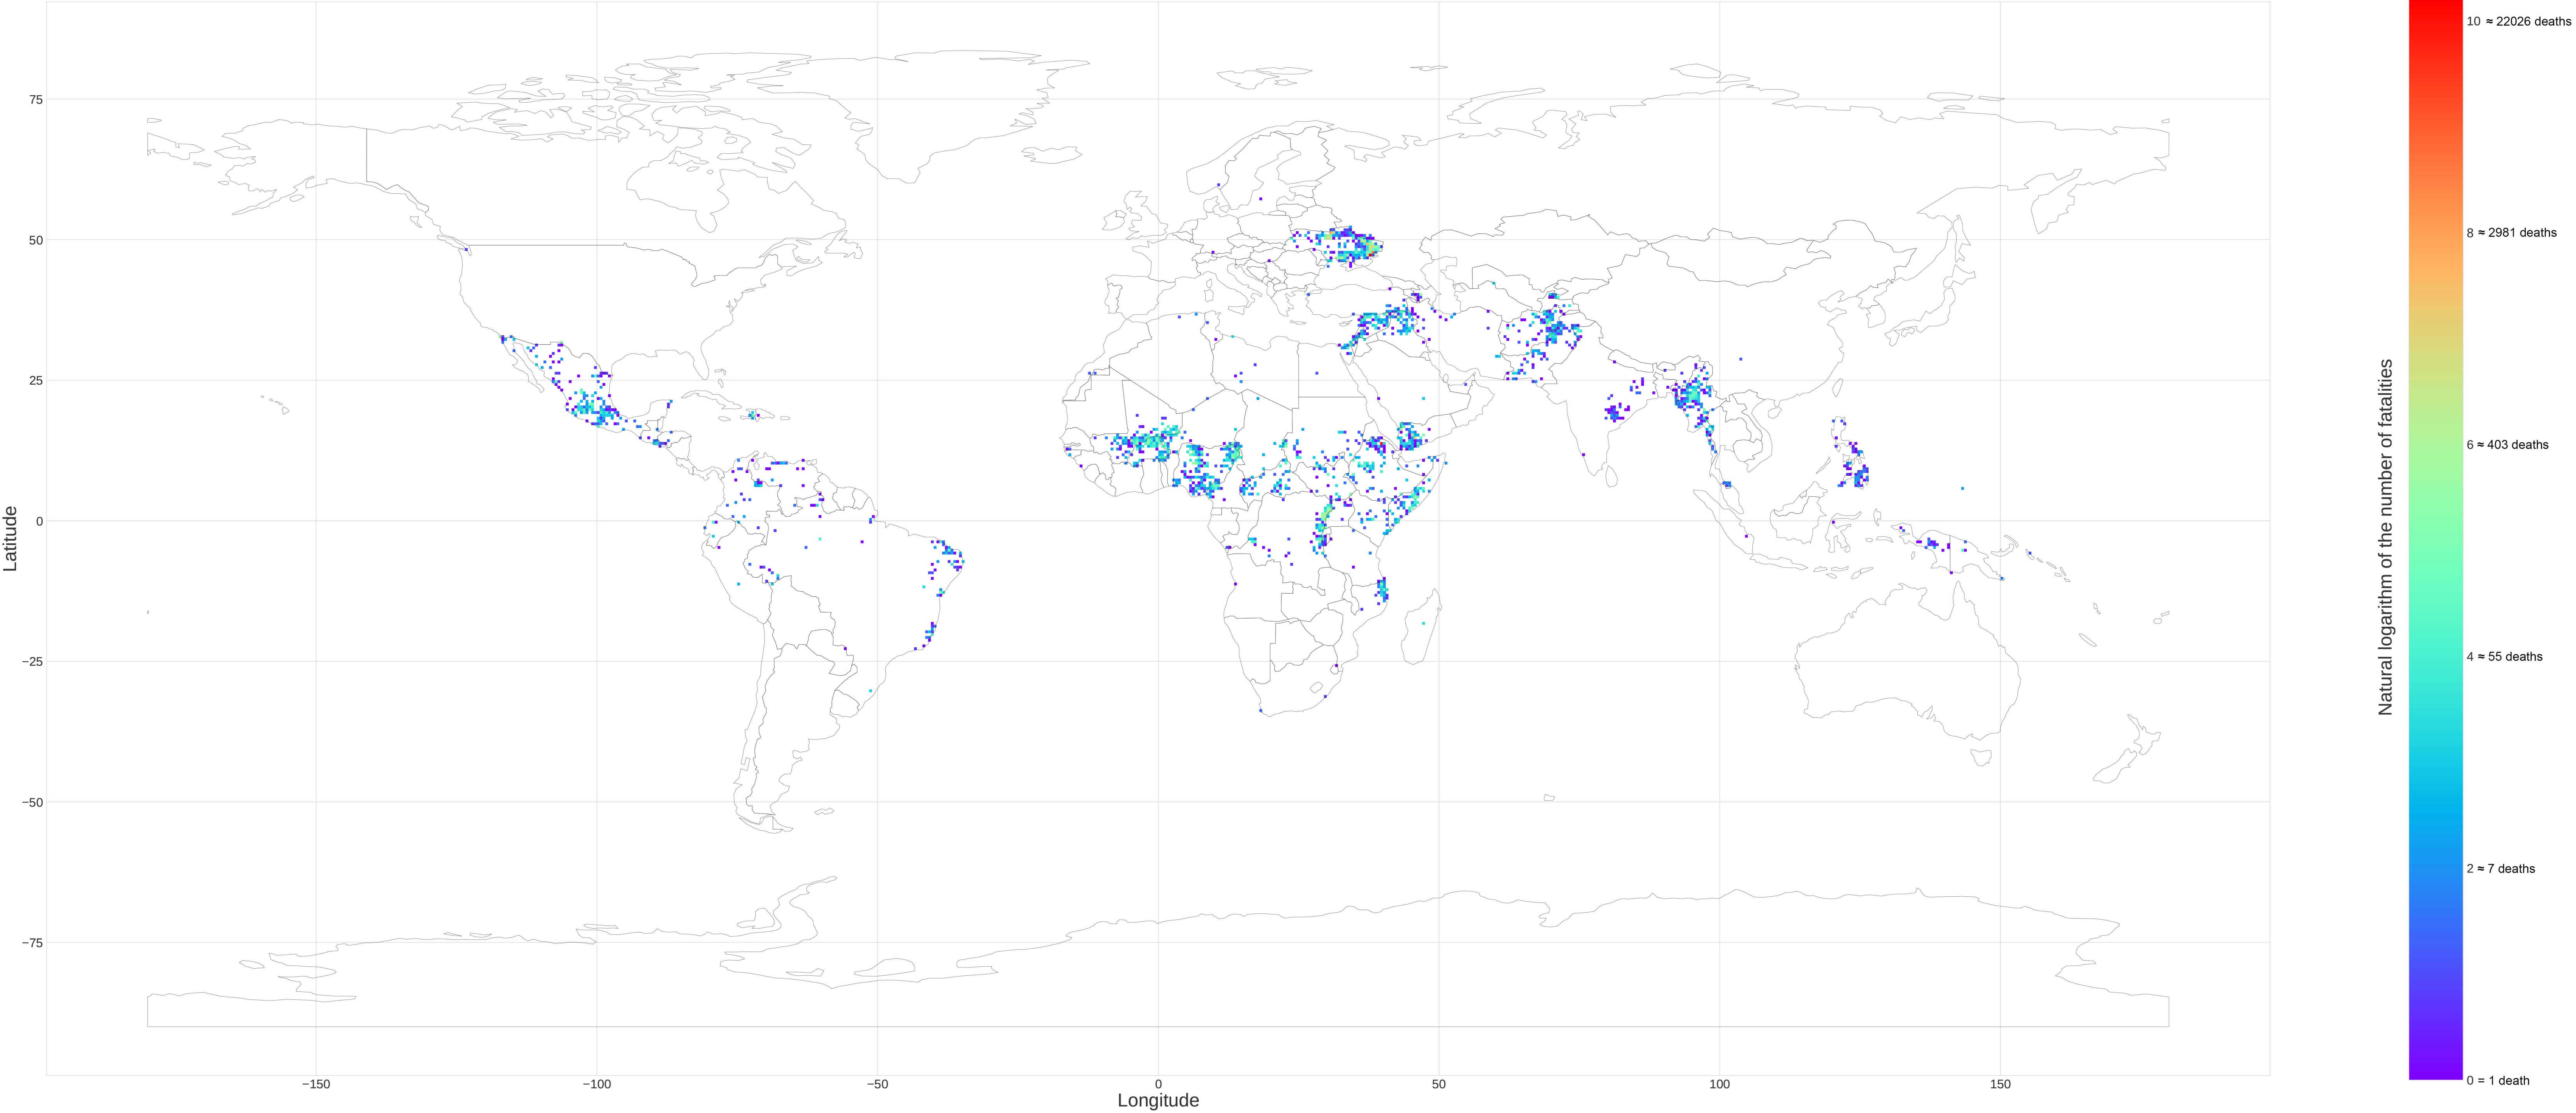 75
50
25
0
−25
−50
−75
−150
−100
−50
0
50
100
150
Latitude
Longitude
Natural logarithm of the number of fatalities
10 ≈ 22026 deaths
8 ≈ 2981 deaths
6 ≈ 403 deaths
4 ≈ 55 deaths
2 ≈ 7 deaths
0 = 1 death